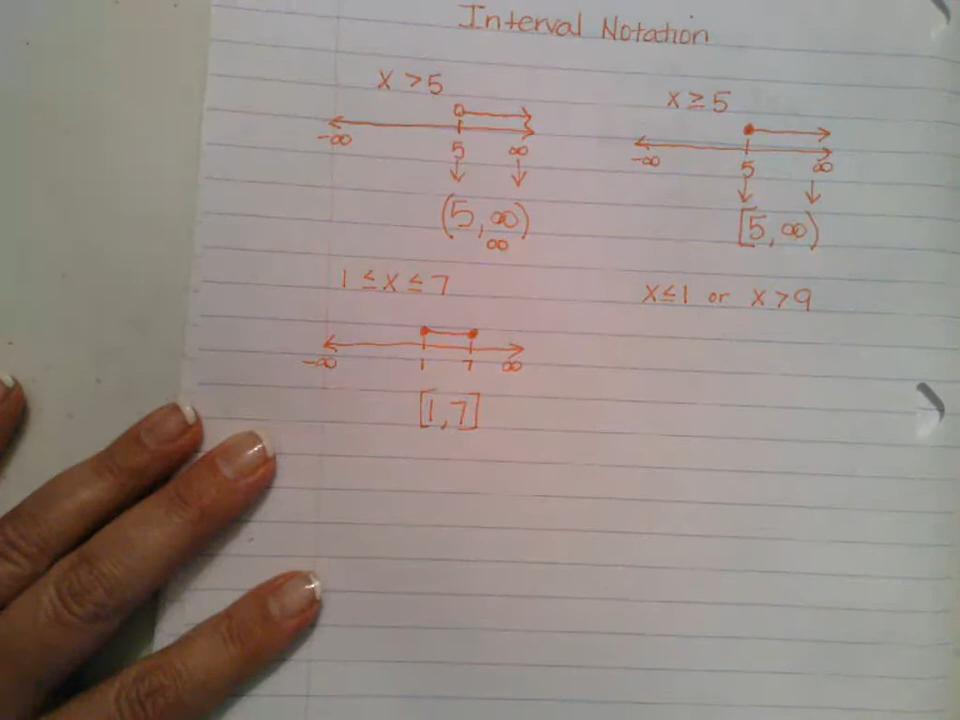 Interval Notation
x > 5
-∞ 5 ∞
(5, ∞)
∞
x ≥ 5
-∞ 5 ∞
[5, ∞)
1 ≤ x ≤ 7
-∞ 1 7 ∞
[1, 7]
x ≤ 1 or x > 9